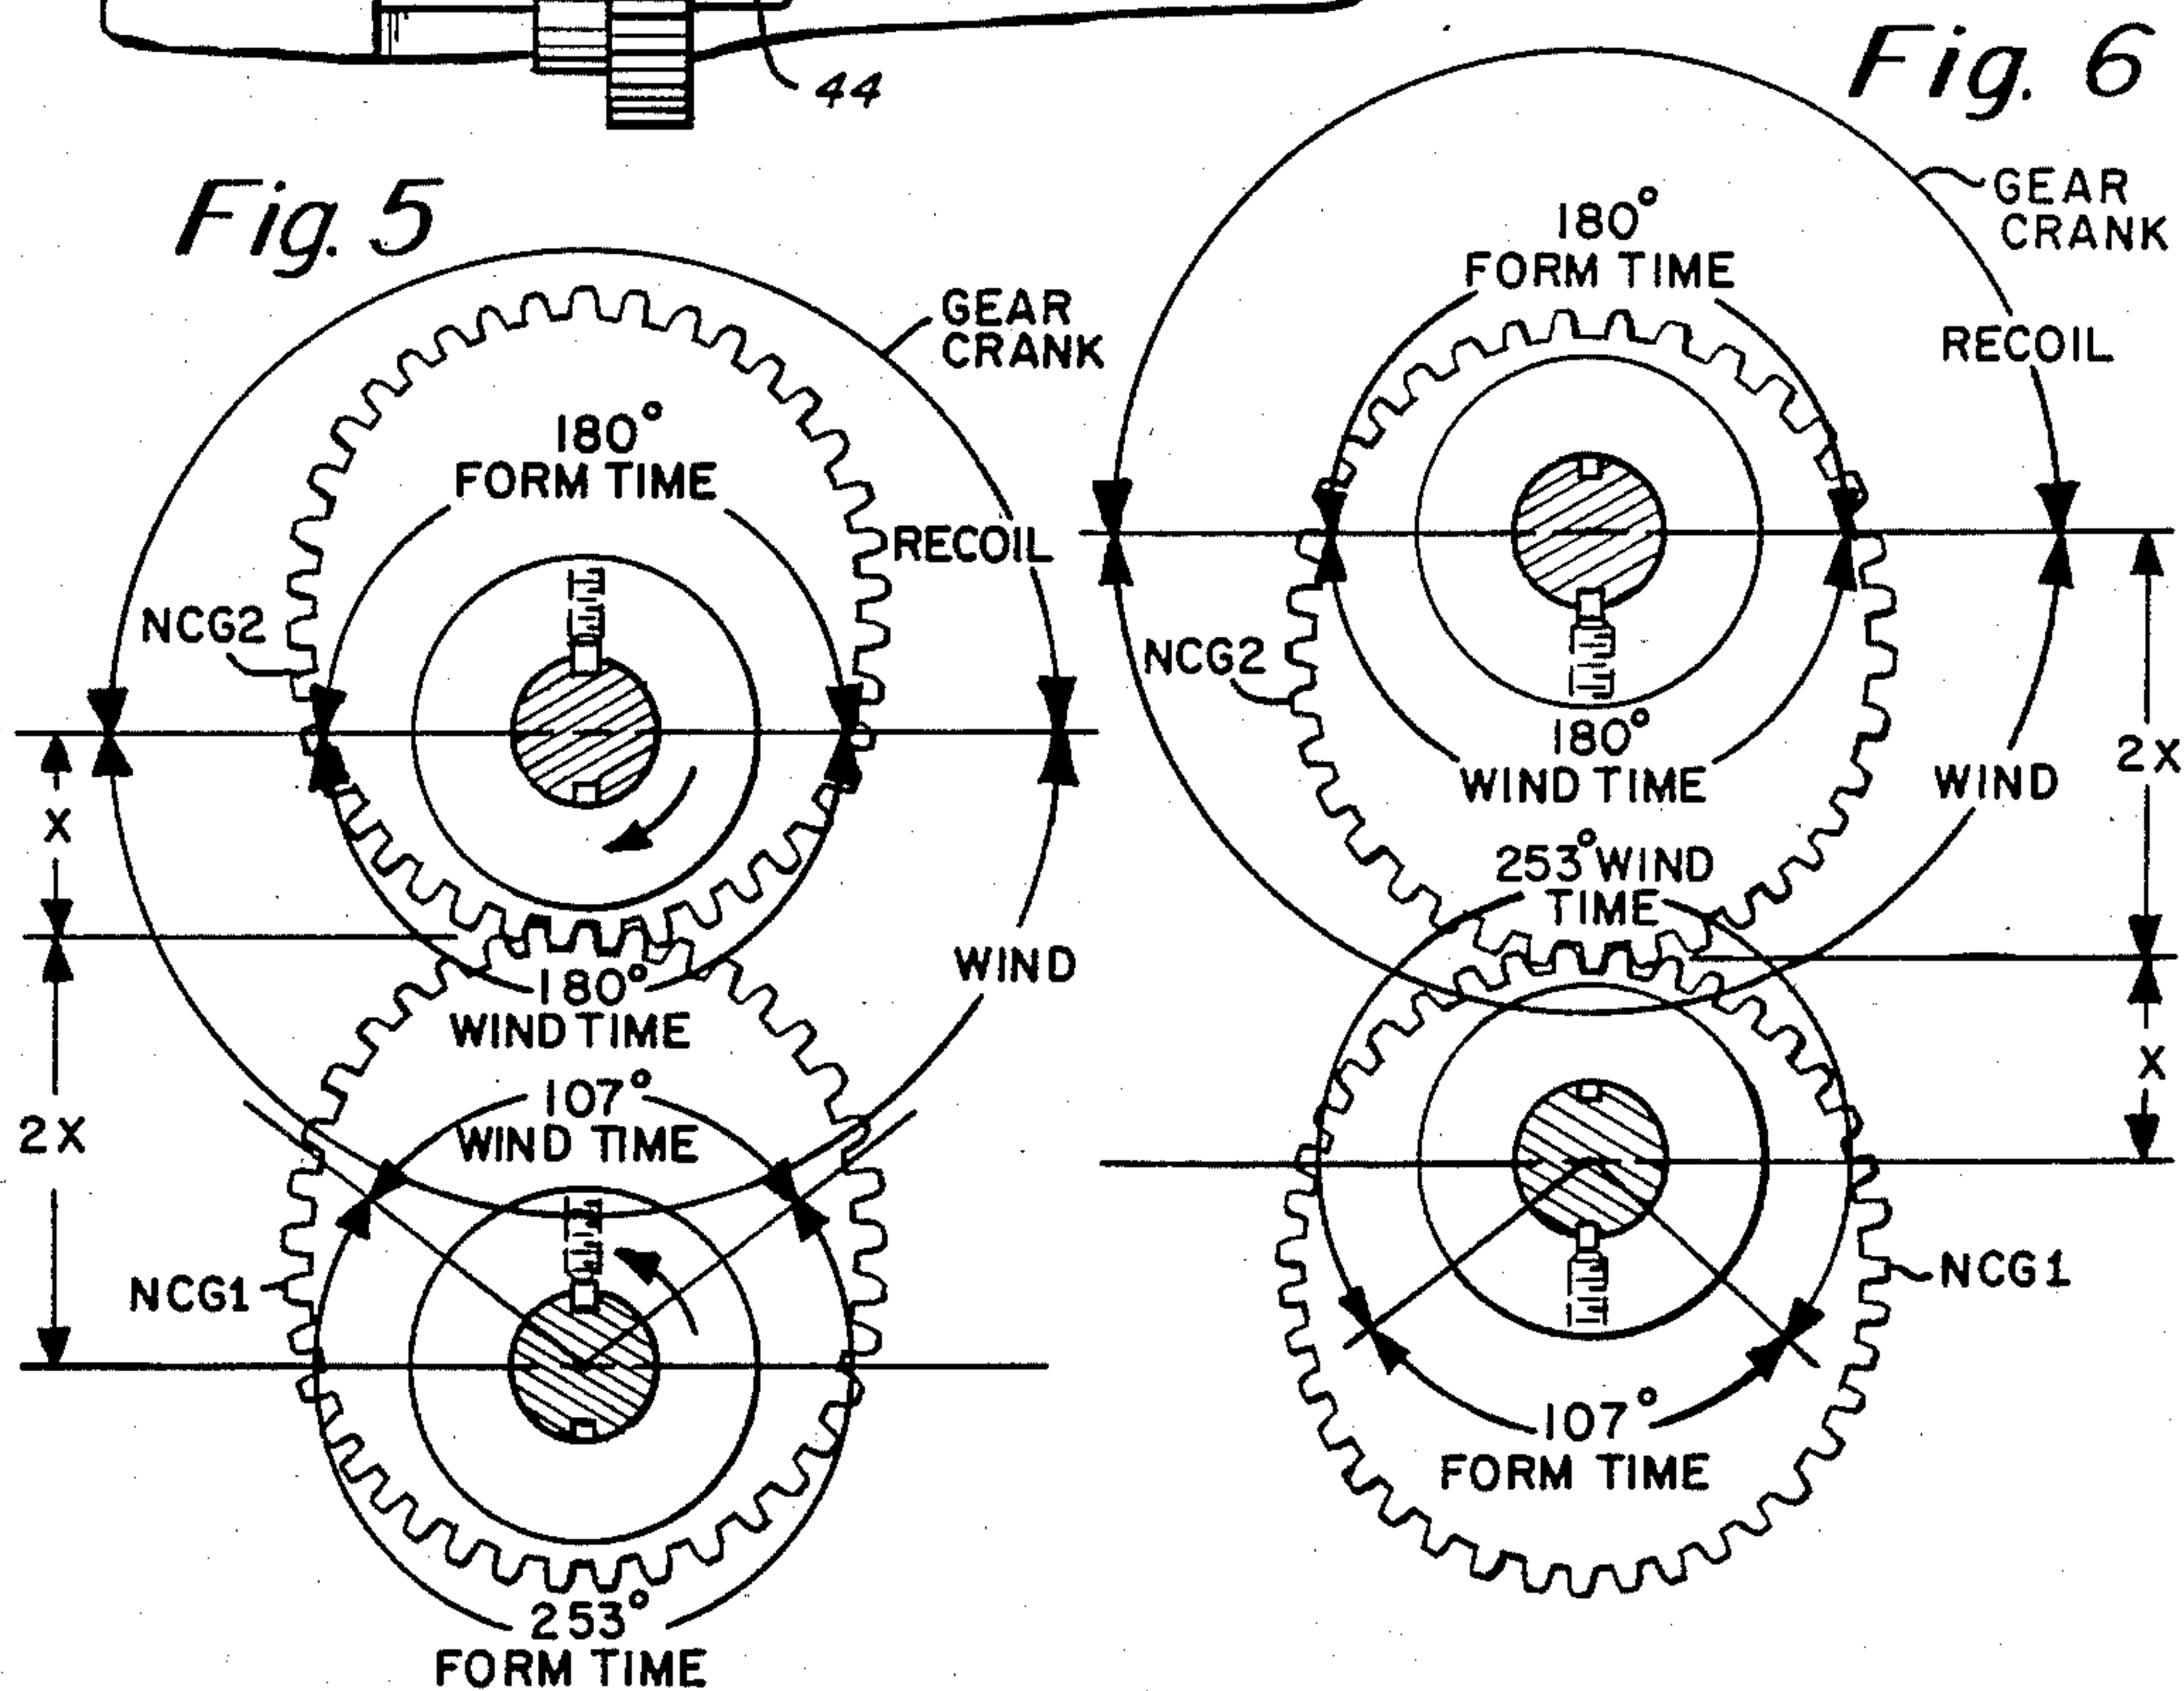 44
Fig. 5
GEAR
CRANK
180°
FORM TIME
RECOIL
NCG2
X
180°
WIND TIME
WIND
107°
WIND TIME
2X
NCG1
253°
FORM TIME
Fig. 6
GEAR
CRANK
180°
FORM TIME
RECOIL
NCG2
180°
WIND TIME
WIND
2X
253° WIND
TIME
X
NCG1
107°
FORM TIME